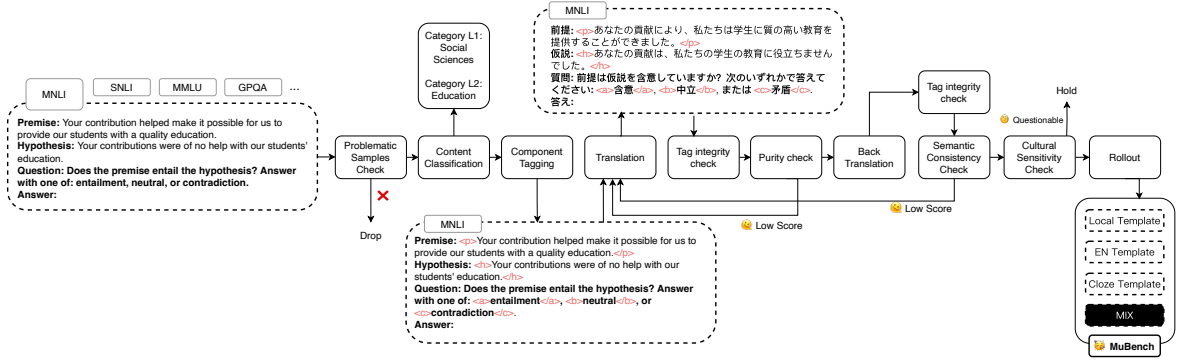 MNLI
SNLI
MMLU
GPQA
...
Premise: Your contribution helped make it possible for us to
provide our students with a quality education.
Hypothesis: Your contributions were of no help with our students'
education.
Question: Does the premise entail the hypothesis? Answer
with one of: entailment, neutral, or contradiction.
Answer:
Problematic
Samples
Check
Drop
Category L1:
Social
Sciences
Category L2:
Education
Content
Classification
Component
Tagging
MNLI
Premise: <p>Your contribution helped make it possible for us to
provide our students with a quality education.</p>
Hypothesis: <h>Your contributions were of no help with our
students' education.</h>
Question: Does the premise entail the hypothesis? Answer
with one of: <a>entailment</a>, <b>neutral</b>, or
<c>contradiction</c>.
Answer:
MNLI
前提: <p>あなたの貢献により、私たちは学生に質の高い教育を
提供することができました。</p>
仮説: <h>あなたの貢献は、私たちの学生の教育に役立ちません
でした。</h>
質問: 前提は仮説を含意していますか? 次のいずれかで答えて
ください: <a>含意</a>, <b>中立</b>, または <c>矛盾</c>.
答え:
Translation
Tag integrity
check
Purity check
Low Score
Back
Translation
Tag integrity
check
Semantic
Consistency
Check
Low Score
Cultural
Sensitivity
Check
Questionable
Hold
Rollout
Local Template
EN Template
Cloze Template
MIX
MuBench